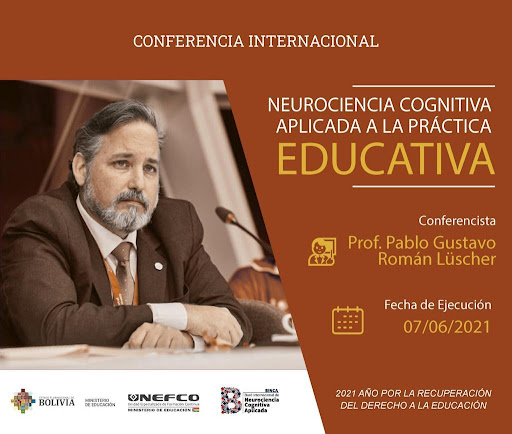 CONFERENCIA INTERNACIONAL
NEUROCIENCIA COGNITIVA
APLICADA A LA PRÁCTICA
EDUCATIVA
Conferencista
Prof. Pablo Gustavo
Román Lüscher
Fecha de Ejecución
07/06/2021
BOLIVIA
MINISTERIO
DE EDUCACIÓN
UNEFCO
MINISTERIO DE EDUCACIÓN
BINCA
Neurociencia
Cognitiva
Aplicada
2021 AÑO POR LA RECUPERACIÓN
DEL DERECHO A LA EDUCACIÓN